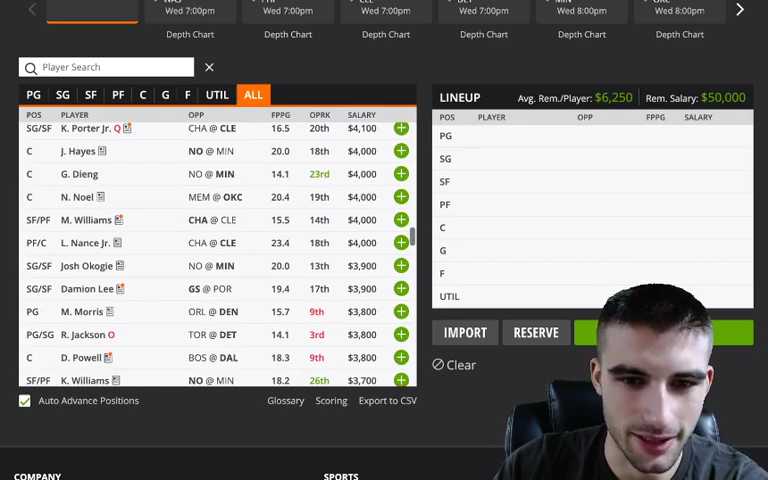 Wed 7:00pm Wed 7:00pm Wed 7:00pm Wed 7:00pm Wed 8:00pm Wed 8:00pm
Depth Chart Depth Chart Depth Chart Depth Chart Depth Chart Depth Chart
Player Search
PG SG SF PF C G F UTIL ALL
POS PLAYER OPP FPPG OPRK SALARY
SG/SF K. Porter Jr. Q CHA @ CLE 16.5 20th $4,100
C J. Hayes NO @ MIN 20.0 18th $4,000
C G. Dieng NO @ MIN 14.1 23rd $4,000
C N. Noel MEM @ OKC 20.4 19th $4,000
SF/PF M. Williams CHA @ CLE 15.5 14th $4,000
PF/C L. Nance Jr. CHA @ CLE 23.4 18th $4,000
SG/SF Josh Okogie NO @ MIN 20.0 13th $3,900
SG/SF Damion Lee GS @ POR 19.4 17th $3,900
PG M. Morris ORL @ DEN 15.7 9th $3,800
PG/SG R. Jackson O TOR @ DET 14.1 3rd $3,800
C D. Powell BOS @ DAL 18.3 9th $3,800
SF/PF K. Williams NO @ MIN 18.2 26th $3,700
Auto Advance Positions Glossary Scoring Export to CSV
LINEUP Avg. Rem./Player: $6,250 Rem. Salary: $50,000
POS PLAYER OPP FPPG SALARY
PG
SG
SF
PF
C
G
F
UTIL
IMPORT RESERVE
Clear
COMPANY SPORTS